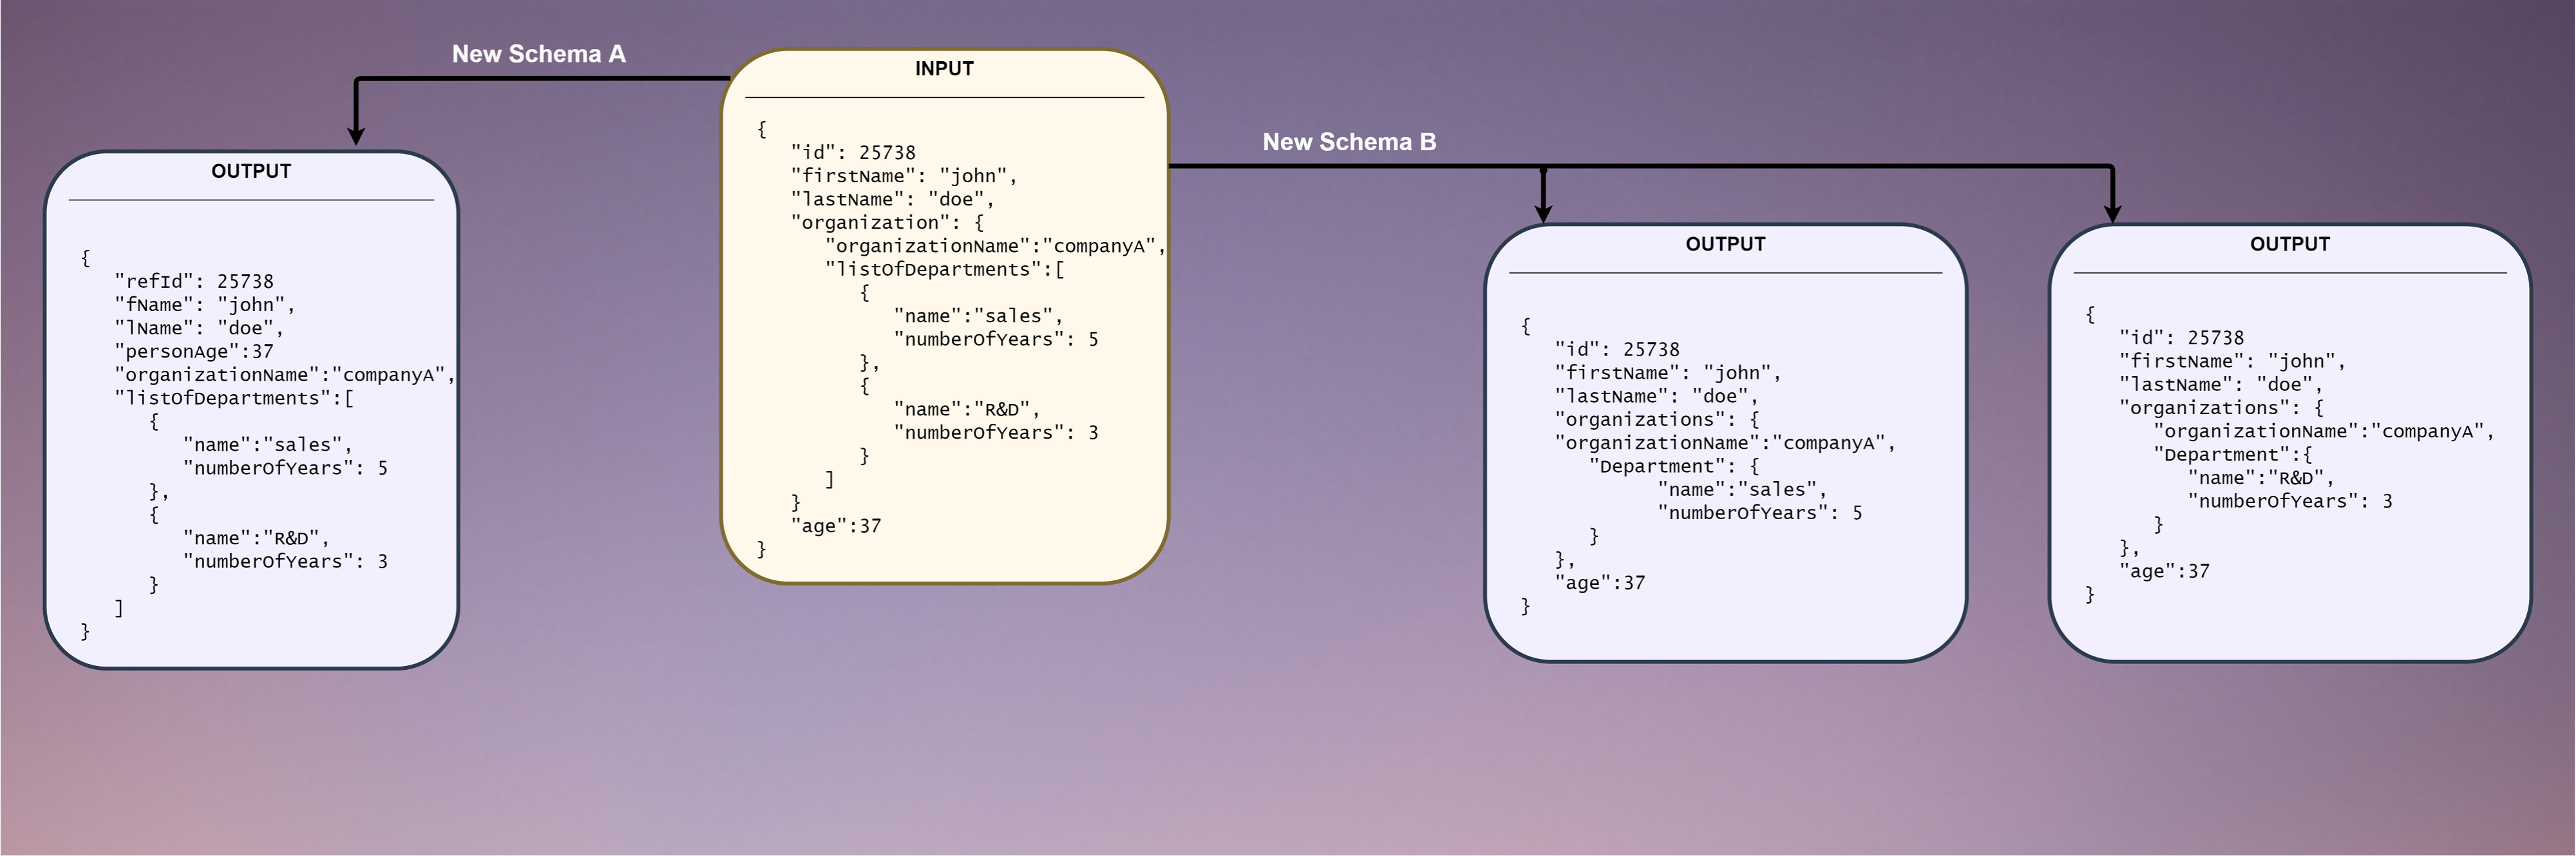 New Schema A
INPUT
{
   "id": 25738
   "firstName": "john",
   "lastName": "doe",
   "organization": {
      "organizationName":"companyA",
      "listOfDepartments":[
         {
            "name":"sales",
            "numberOfYears": 5
         },
         {
            "name":"R&D",
            "numberOfYears": 3
         }
      ]
   }
   "age":37
}
New Schema B
OUTPUT
{
   "refId": 25738
   "fName": "john",
   "lName": "doe",
   "personAge":37
   "organizationName":"companyA",
   "listOfDepartments":[
      {
         "name":"sales",
         "numberOfYears": 5
      },
      {
         "name":"R&D",
         "numberOfYears": 3
      }
   ]
}
OUTPUT
{
   "id": 25738
   "firstName": "john",
   "lastName": "doe",
   "organizations": {
   "organizationName":"companyA",
      "Department": {
            "name":"sales",
            "numberOfYears": 5
      }
   },
   "age":37
}
OUTPUT
{
   "id": 25738
   "firstName": "john",
   "lastName": "doe",
   "organizations": {
      "organizationName":"companyA",
      "Department":{
         "name":"R&D",
         "numberOfYears": 3
      }
   },
   "age":37
}